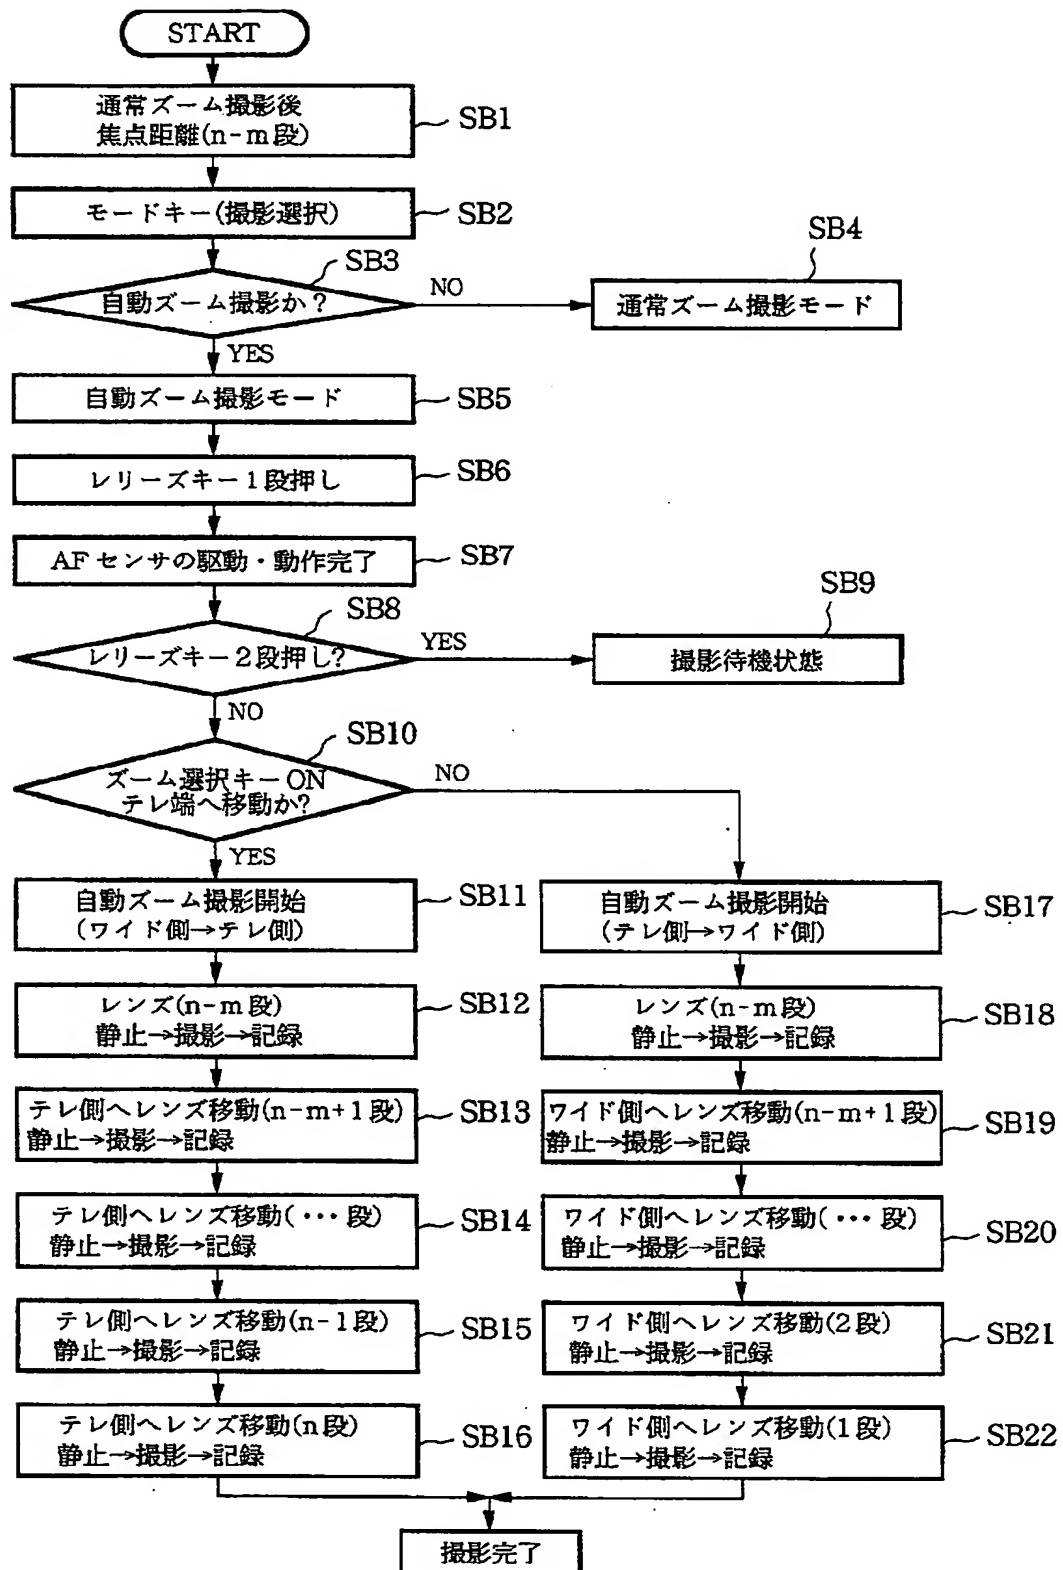 START
通常ズーム撮影後
焦点距離(n-m段)
SB1
モードキー(撮影選択)
SB2
SB3
自動ズーム撮影か?
NO
SB4
通常ズーム撮影モード
YES
自動ズーム撮影モード
SB5
レリーズキー1段押し
SB6
AFセンサの駆動・動作完了
SB7
SB8
レリーズキー2段押し?
YES
SB9
撮影待機状態
NO
SB10
ズーム選択キーON
テレ端へ移動か?
NO
YES
自動ズーム撮影開始
(ワイド側→テレ側)
SB11
自動ズーム撮影開始
(テレ側→ワイド側)
SB17
レンズ(n-m段)
静止→撮影→記録
SB12
レンズ(n-m段)
静止→撮影→記録
SB18
テレ側へレンズ移動(n-m+1段)
静止→撮影→記録
SB13
ワイド側へレンズ移動(n-m+1段)
静止→撮影→記録
SB19
テレ側へレンズ移動(・・・段)
静止→撮影→記録
SB14
ワイド側へレンズ移動(・・・段)
静止→撮影→記録
SB20
テレ側へレンズ移動(n-1段)
静止→撮影→記録
SB15
ワイド側へレンズ移動(2段)
静止→撮影→記録
SB21
テレ側へレンズ移動(n段)
静止→撮影→記録
SB16
ワイド側へレンズ移動(1段)
静止→撮影→記録
SB22
撮影完了